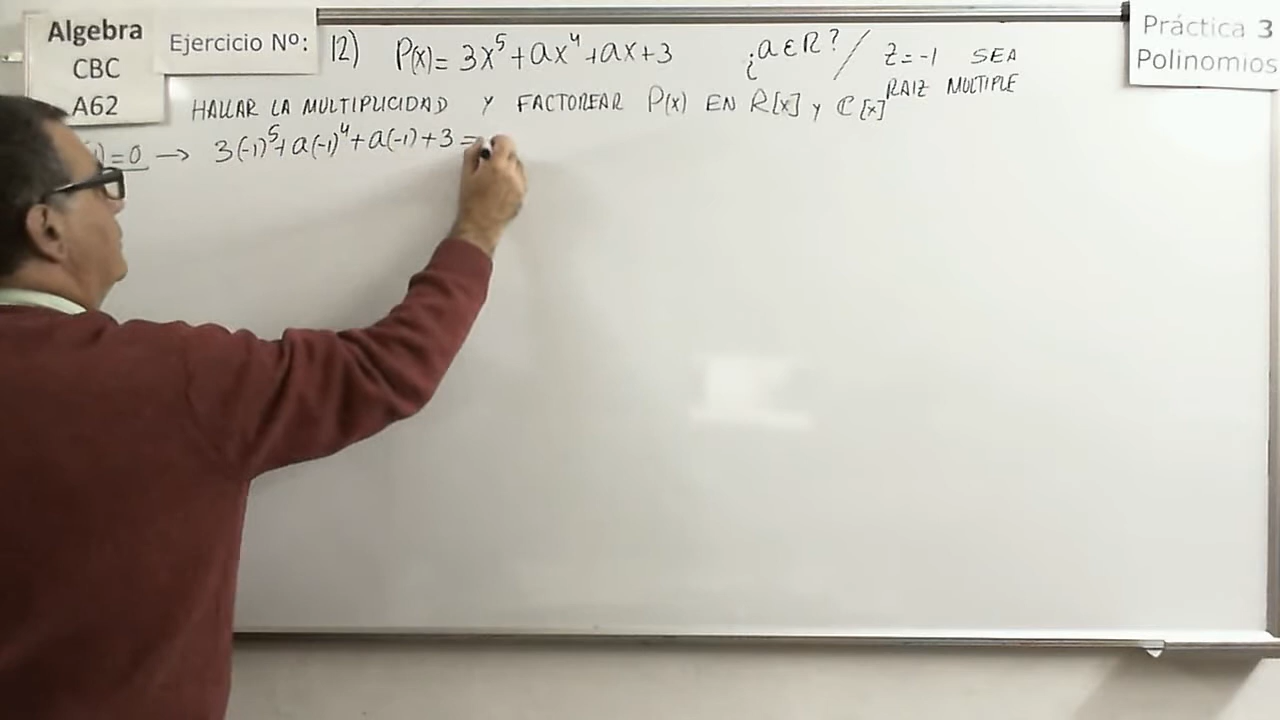 Algebra
CBC
A62
Ejercicio Nº:
12) P(x)= 3x⁵+ax⁴+ax+3 ¿a∈R? / z=-1 SEA
RAIZ MULTIPLE
HALLAR LA MULTIPLICIDAD Y FACTOREAR P(x) EN R[x] y C[x]
)=0 → 3(-1)⁵+a(-1)⁴+a(-1)+3=
Práctica 3
Polinomios